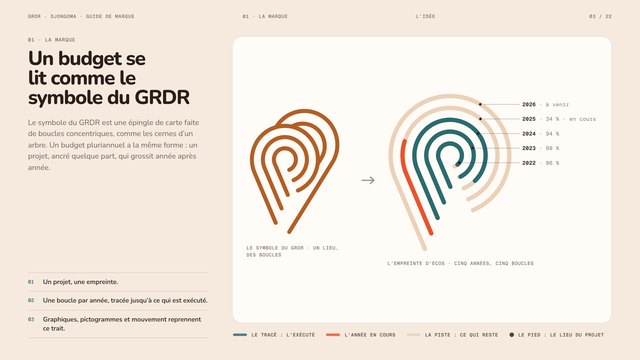 GRDR · DJONGOMA · GUIDE DE MARQUE
01 · LA MARQUE
L'IDÉE
03 / 22
01 · LA MARQUE
Un budget se
lit comme le
symbole du GRDR
Le symbole du GRDR est une épingle de carte faite
de boucles concentriques, comme les cernes d'un
arbre. Un budget pluriannuel a la même forme : un
projet, ancré quelque part, qui grossit année après
année.
01 Un projet, une empreinte.
02 Une boucle par année, tracée jusqu'à ce qui est exécuté.
03 Graphiques, pictogrammes et mouvement reprennent
ce trait.
LE SYMBOLE DU GRDR · UN LIEU,
DES BOUCLES
→
2026 · à venir
2025 · 34 % · en cours
2024 · 94 %
2023 · 99 %
2022 · 96 %
L'EMPREINTE D'ECOS · CINQ ANNÉES, CINQ BOUCLES
LE TRACÉ : L'EXÉCUTÉ
L'ANNÉE EN COURS
LA PISTE : CE QUI RESTE
LE PIED : LE LIEU DU PROJET